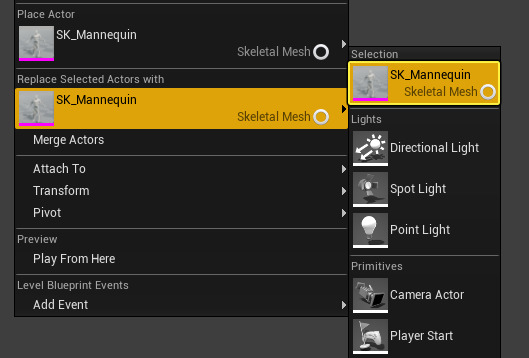 Place Actor
SK_Mannequin
Skeletal Mesh
Replace Selected Actors with
SK_Mannequin
Skeletal Mesh
Merge Actors
Attach To
Transform
Pivot
Preview
Play From Here
Level Blueprint Events
Add Event
Selection
SK_Mannequin
Skeletal Mesh
Lights
Directional Light
Spot Light
Point Light
Primitives
Camera Actor
Player Start